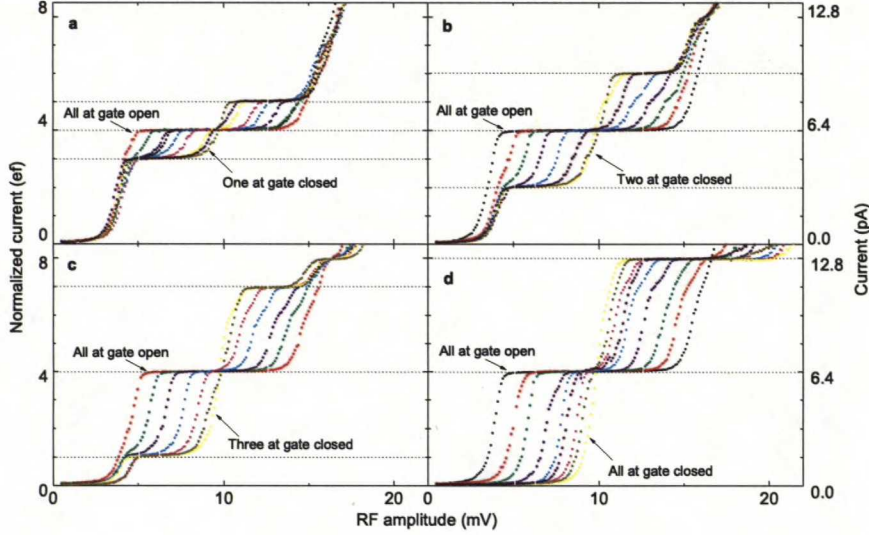 8
a
b
12.8
All at gate open
All at gate open
4
6.4
One at gate closed
Two at gate closed
0
0.0
Normalized current (ef)
Current (pA)
8
c
d
12.8
All at gate open
All at gate open
4
6.4
Three at gate closed
All at gate closed
0
0.0
0
10
20
0
10
20
RF amplitude (mV)